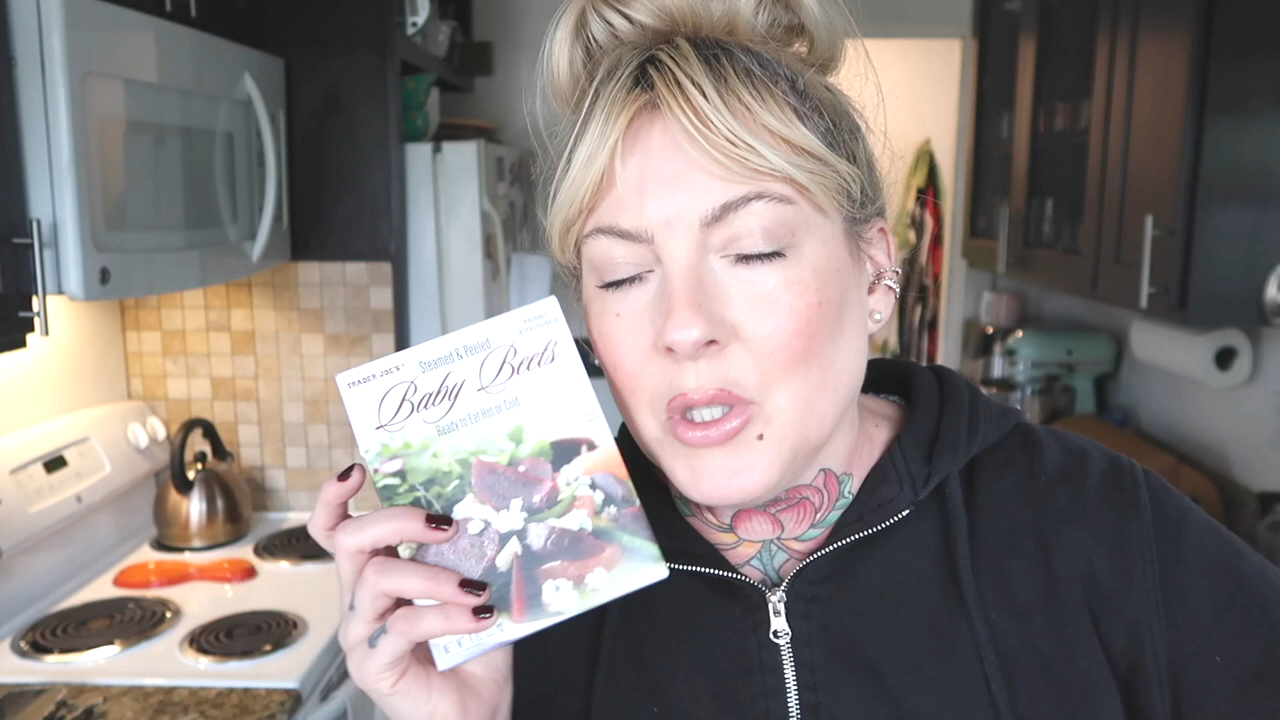 TRADER JOE'S
Steamed & Peeled
Baby Beets
Ready to Eat Hot or Cold